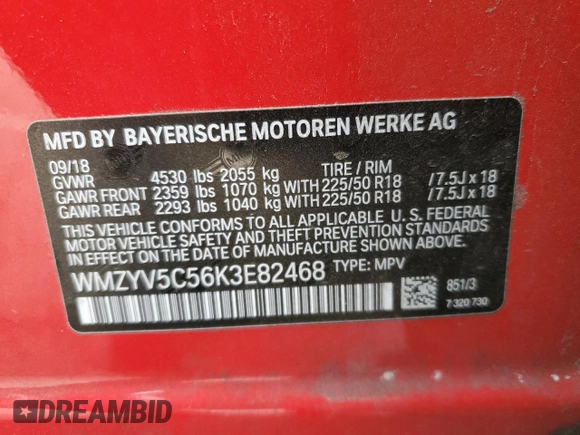 MFD BY BAYERISCHE MOTOREN WERKE AG
09/18 TIRE / RIM
GVWR 4530 lbs 2055 kg
GAWR FRONT 2359 lbs 1070 kg WITH 225/50 R18 /7.5J x 18
GAWR REAR 2293 lbs 1040 kg WITH 225/50 R18 /7.5J x 18
THIS VEHICLE CONFORMS TO ALL APPLICABLE U. S. FEDERAL
MOTOR VEHICLE SAFETY AND THEFT PREVENTION STANDARDS
IN EFFECT ON THE DATE OF MANUFACTURE SHOWN ABOVE.
WMZYV5C56K3E82468 TYPE: MPV
851/3
7 320 730
DREAMBID